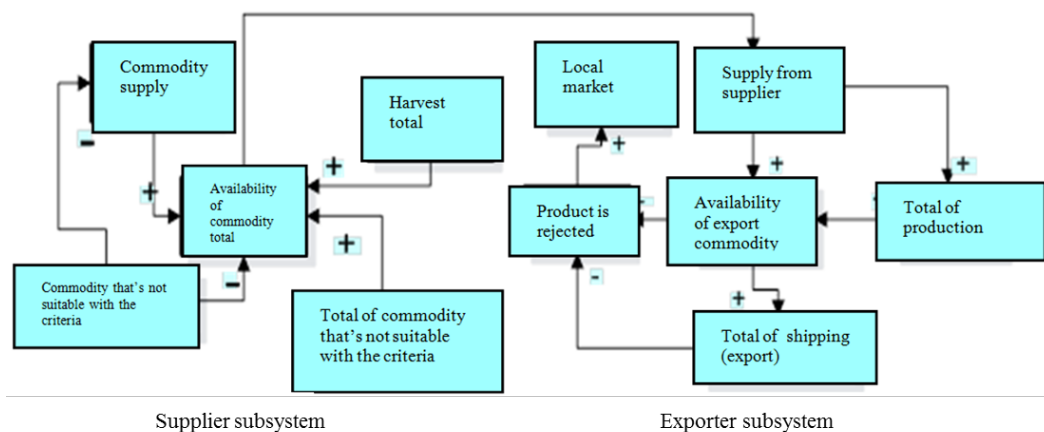 Commodity
supply
Harvest
total
Local
market
Supply from
supplier
Availability
of
commodity
total
Product is
rejected
Availability
of export
commodity
Total of
production
Commodity that's not
suitable with the
criteria
Total of commodity
that's not suitable
with the criteria
Total of shipping
(export)
+
+
+
+
+
+
+
-
-
-
-
Supplier subsystem
Exporter subsystem